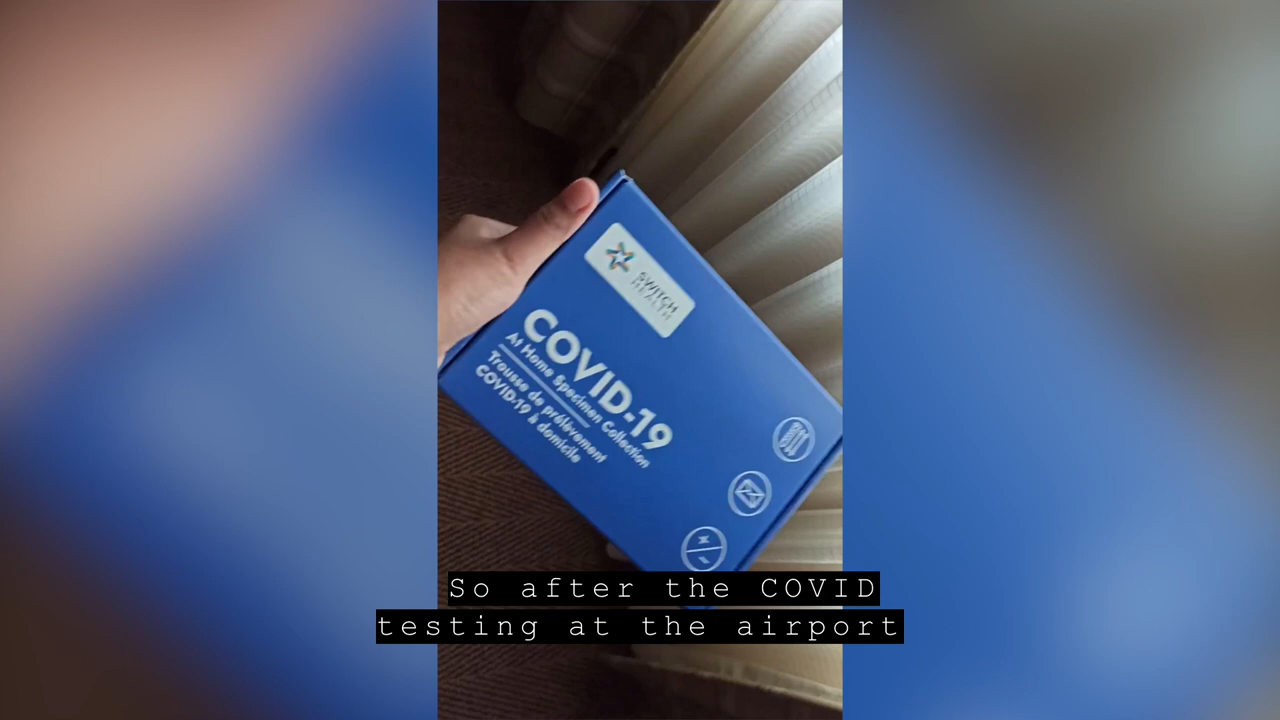 SWITCH
HEALTH
COVID-19
At Home Specimen Collection
Trousse de prélèvement
COVID-19 à domicile
So after the COVID
testing at the airport